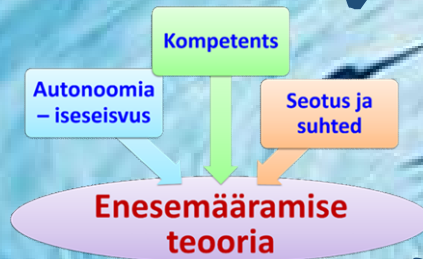 Kompetents
Autonoomia
– iseseisvus
Seotus ja
suhted
Enesemääramise
teooria